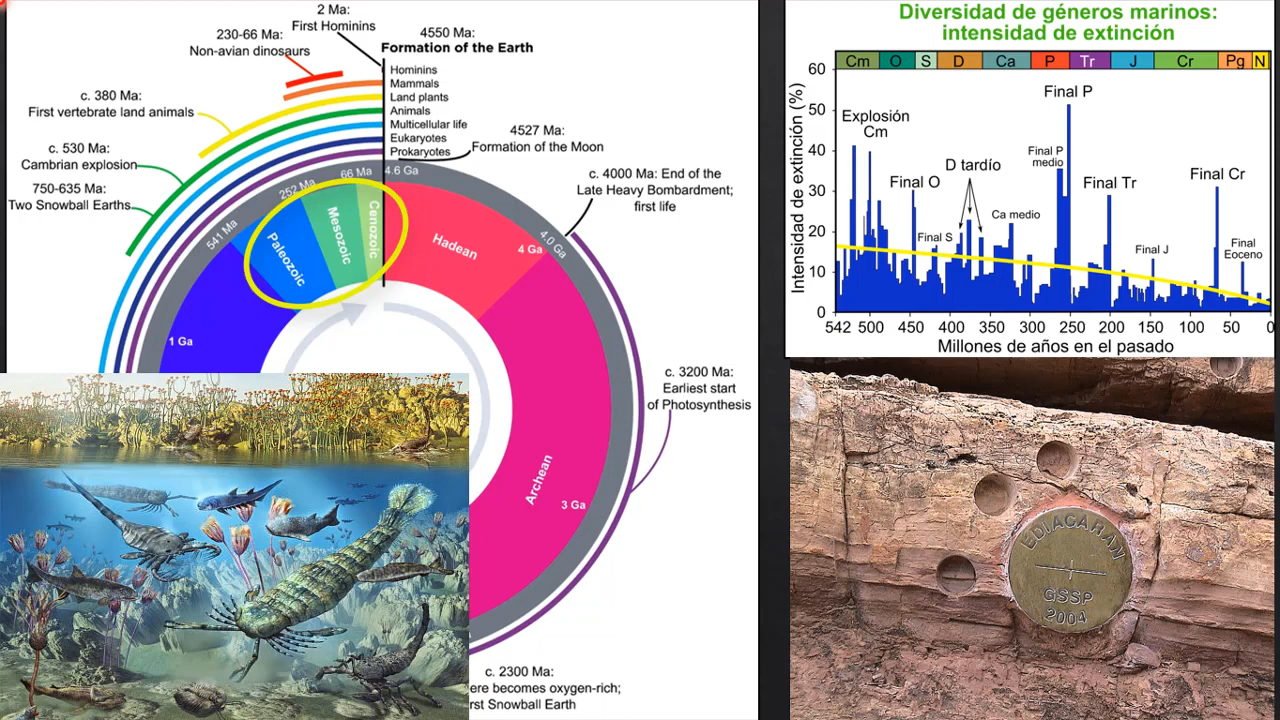 2 Ma:
First Hominins
230-66 Ma:
Non-avian dinosaurs
4550 Ma:
Formation of the Earth
c. 380 Ma:
First vertebrate land animals
c. 530 Ma:
Cambrian explosion
750-635 Ma:
Two Snowball Earths
Hominins
Mammals
Land plants
Animals
Multicellular life
Eukaryotes
Prokaryotes
4527 Ma:
Formation of the Moon
c. 4000 Ma: End of the
Late Heavy Bombardment;
first life
4.6 Ga
66 Ma
252 Ma
541 Ma
4.0 Ga
4 Ga
Hadean
Cenozoic
Mesozoic
Paleozoic
1 Ga
c. 3200 Ma:
Earliest start
of Photosynthesis
Archean
3 Ga
c. 2300 Ma:
ere becomes oxygen-rich;
rst Snowball Earth
Diversidad de géneros marinos:
intensidad de extinción
Cm O S D Ca P Tr J Cr Pg N
Intensidad de extinción (%)
60
50
40
30
20
10
0
Explosión
Cm
Final O
Final S
D tardío
Ca medio
Final P
medio
Final P
Final Tr
Final J
Final Cr
Final
Eoceno
542 500 450 400 350 300 250 200 150 100 50 0
Millones de años en el pasado
EDIACARAN
GSSP
2004